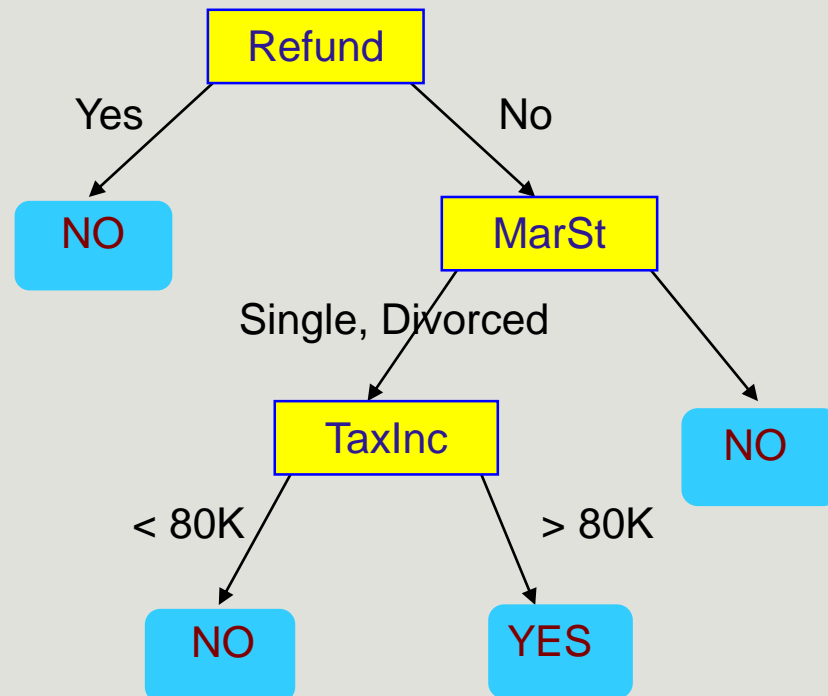 Refund
Yes
No
NO
MarSt
Single, Divorced
TaxInc
NO
< 80K
> 80K
NO
YES